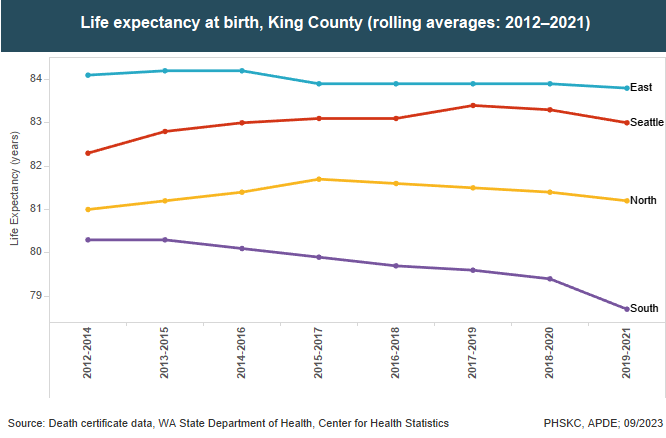 Life expectancy at birth, King County (rolling averages: 2012–2021)
Life Expectancy (years)
84
83
82
81
80
79
East
Seattle
North
South
2012-2014
2013-2015
2014-2016
2015-2017
2016-2018
2017-2019
2018-2020
2019-2021
Source: Death certificate data, WA State Department of Health, Center for Health Statistics
PHSKC, APDE; 09/2023